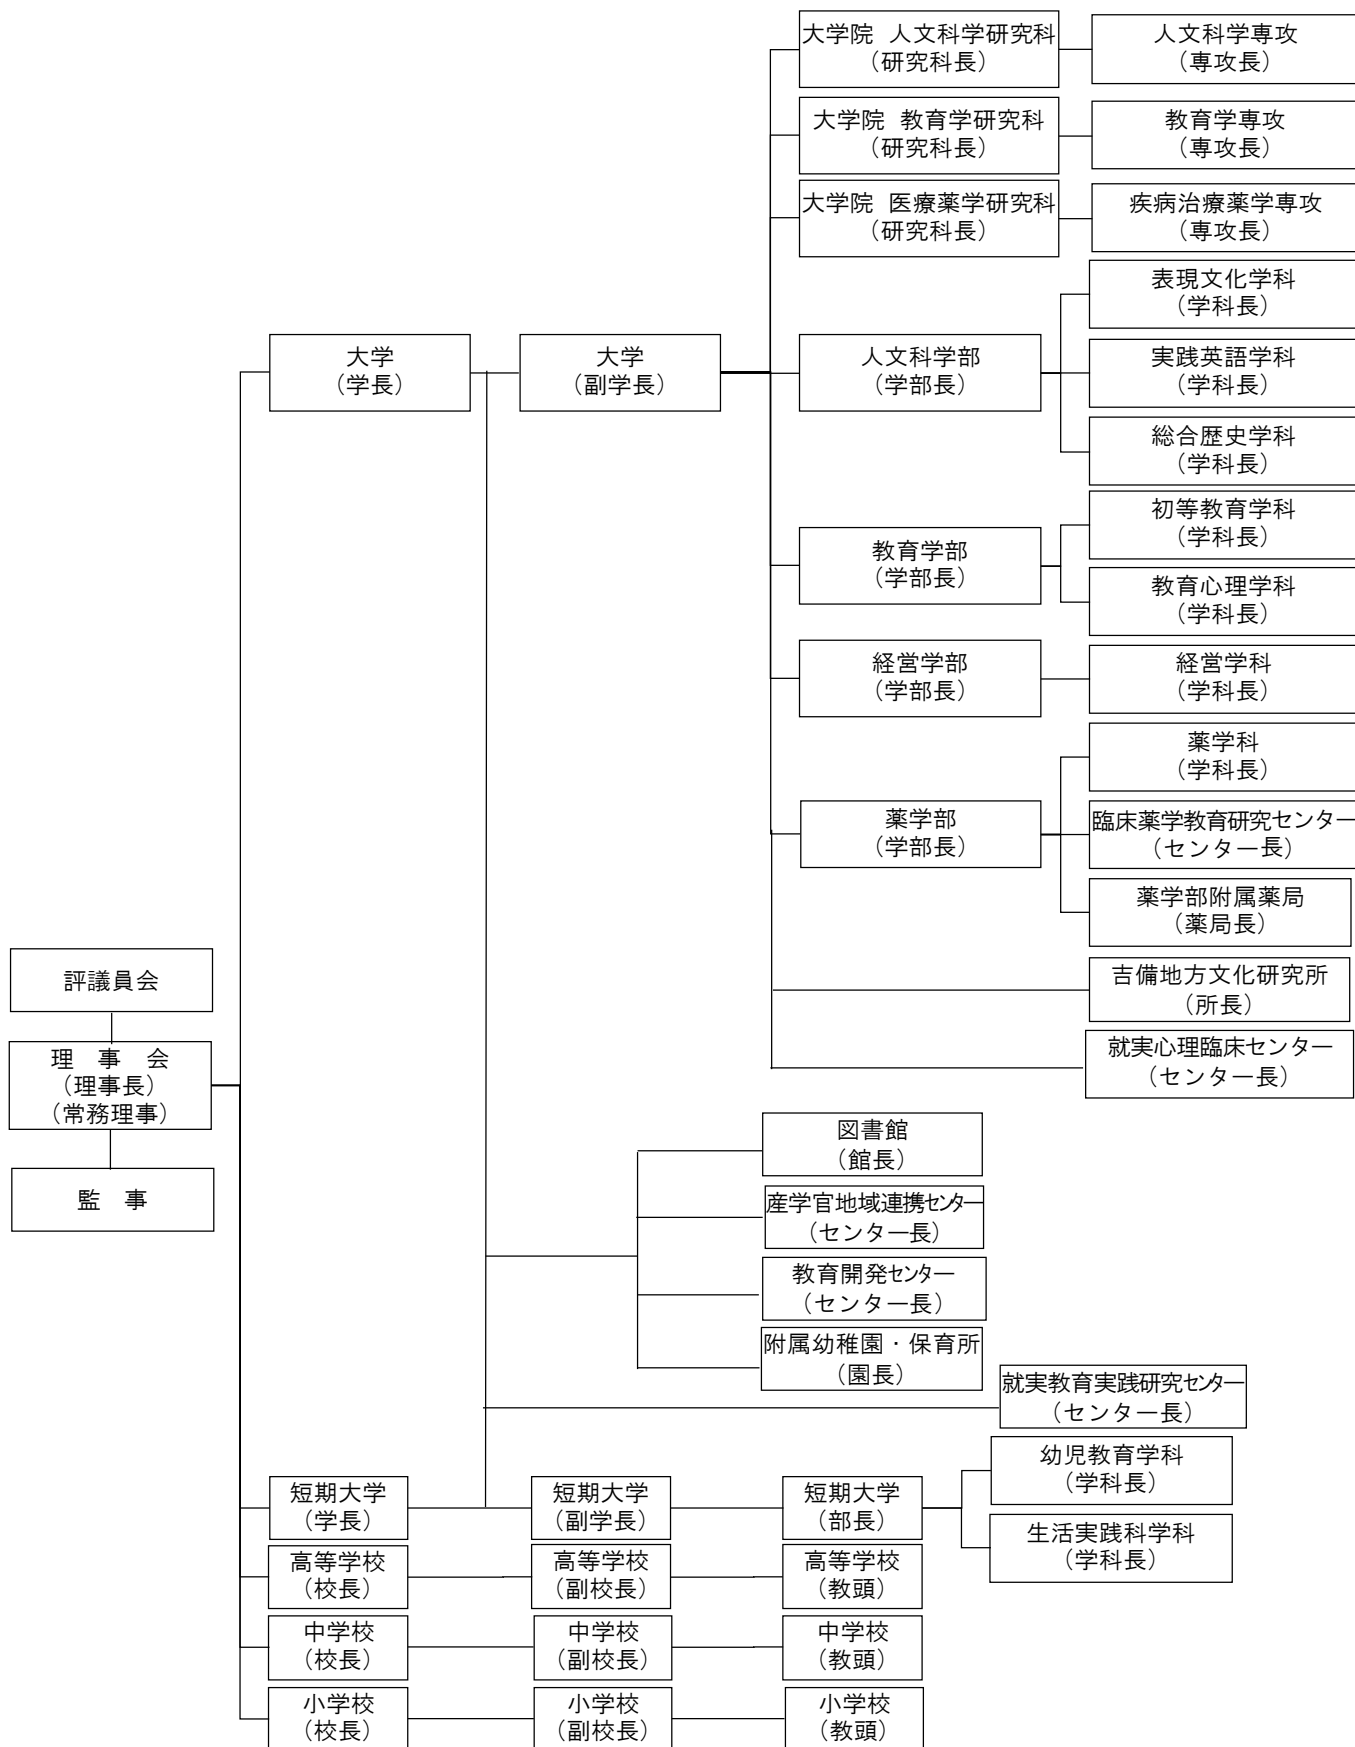 大学院 人文科学研究科
(研究科長)
人文科学専攻
(専攻長)
大学院 教育学研究科
(研究科長)
教育学専攻
(専攻長)
大学院 医療薬学研究科
(研究科長)
疾病治療薬学専攻
(専攻長)
大学
(学長)
大学
(副学長)
人文科学部
(学部長)
表現文化学科
(学科長)
実践英語学科
(学科長)
総合歴史学科
(学科長)
教育学部
(学部長)
初等教育学科
(学科長)
教育心理学科
(学科長)
経営学部
(学部長)
経営学科
(学科長)
薬学部
(学部長)
薬学科
(学科長)
臨床薬学教育研究センター
(センター長)
薬学部附属薬局
(薬局長)
吉備地方文化研究所
(所長)
就実心理臨床センター
(センター長)
評議員会
理 事 会
(理事長)
(常務理事)
監 事
図書館
(館長)
産学官地域連携センター
(センター長)
教育開発センター
(センター長)
附属幼稚園・保育所
(園長)
就実教育実践研究センター
(センター長)
短期大学
(学長)
短期大学
(副学長)
短期大学
(部長)
幼児教育学科
(学科長)
生活実践科学科
(学科長)
高等学校
(校長)
高等学校
(副校長)
高等学校
(教頭)
中学校
(校長)
中学校
(副校長)
中学校
(教頭)
小学校
(校長)
小学校
(副校長)
小学校
(教頭)